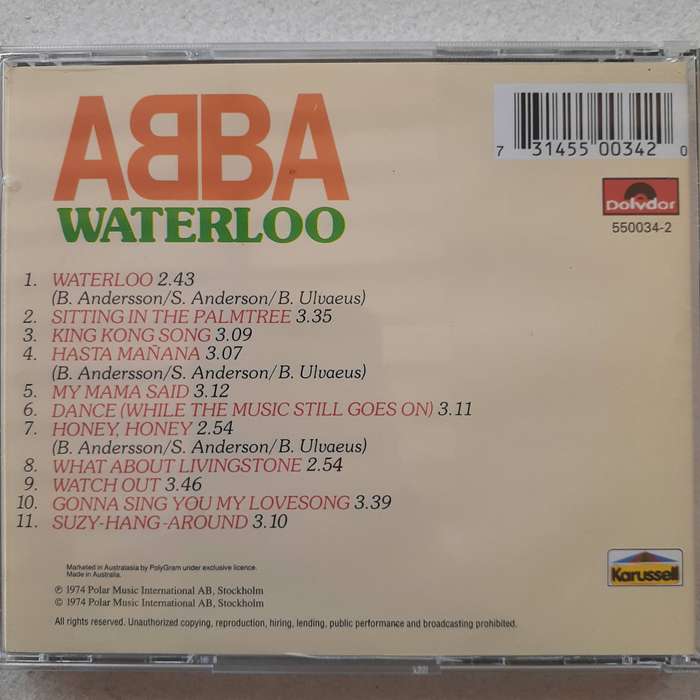 ABBA
WATERLOO
7 31455 00342 0
Polydor
550034-2
1. WATERLOO 2.43
(B. Andersson/S. Anderson/B. Ulvaeus)
2. SITTING IN THE PALMTREE 3.35
3. KING KONG SONG 3.09
4. HASTA MAÑANA 3.07
(B. Andersson/S. Anderson/B. Ulvaeus)
5. MY MAMA SAID 3.12
6. DANCE (WHILE THE MUSIC STILL GOES ON) 3.11
7. HONEY, HONEY 2.54
(B. Andersson/S. Anderson/B. Ulvaeus)
8. WHAT ABOUT LIVINGSTONE 2.54
9. WATCH OUT 3.46
10. GONNA SING YOU MY LOVESONG 3.39
11. SUZY-HANG-AROUND 3.10
Marketed in Australasia by PolyGram under exclusive licence.
Made in Australia.
℗ 1974 Polar Music International AB, Stockholm
© 1974 Polar Music International AB, Stockholm
Karussell
All rights reserved. Unauthorized copying, reproduction, hiring, lending, public performance and broadcasting prohibited.